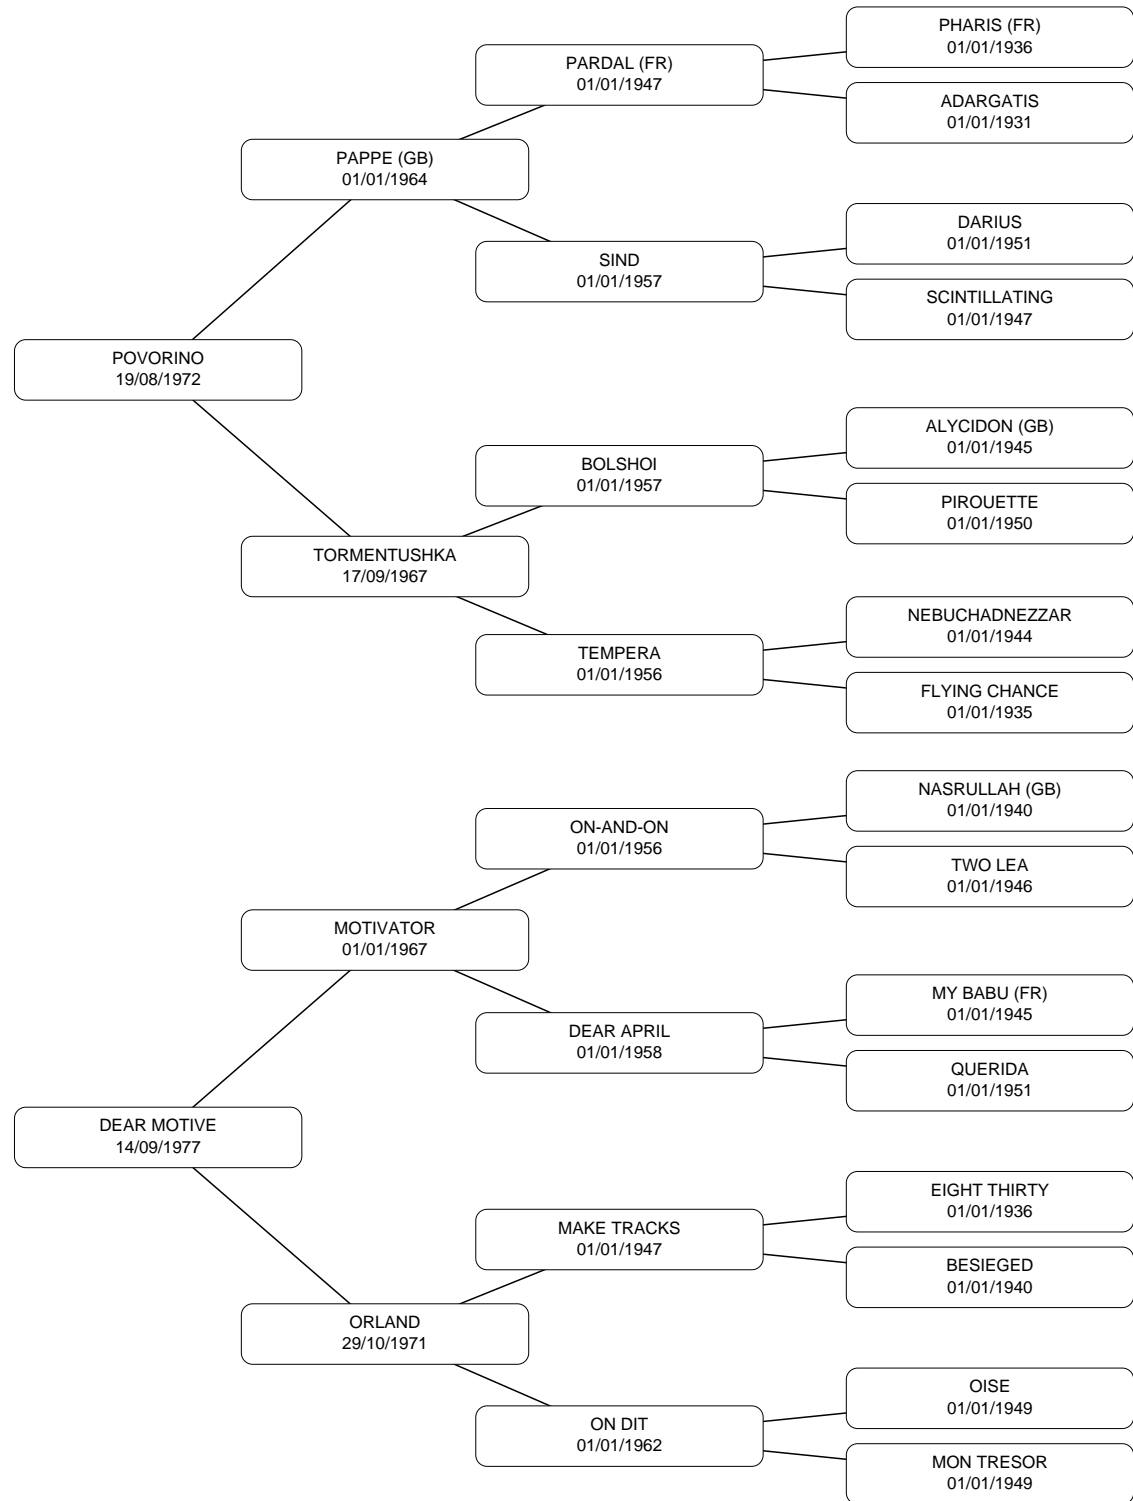 PHARIS (FR)
01/01/1936
PARDAL (FR)
01/01/1947
ADARGATIS
01/01/1931
PAPPE (GB)
01/01/1964
DARIUS
01/01/1951
SIND
01/01/1957
SCINTILLATING
01/01/1947
POVORINO
19/08/1972
ALYCIDON (GB)
01/01/1945
BOLSHOI
01/01/1957
PIROUETTE
01/01/1950
TORMENTUSHKA
17/09/1967
NEBUCHADNEZZAR
01/01/1944
TEMPERA
01/01/1956
FLYING CHANCE
01/01/1935
NASRULLAH (GB)
01/01/1940
ON-AND-ON
01/01/1956
TWO LEA
01/01/1946
MOTIVATOR
01/01/1967
MY BABU (FR)
01/01/1945
DEAR APRIL
01/01/1958
QUERIDA
01/01/1951
DEAR MOTIVE
14/09/1977
EIGHT THIRTY
01/01/1936
MAKE TRACKS
01/01/1947
BESIEGED
01/01/1940
ORLAND
29/10/1971
OISE
01/01/1949
ON DIT
01/01/1962
MON TRESOR
01/01/1949